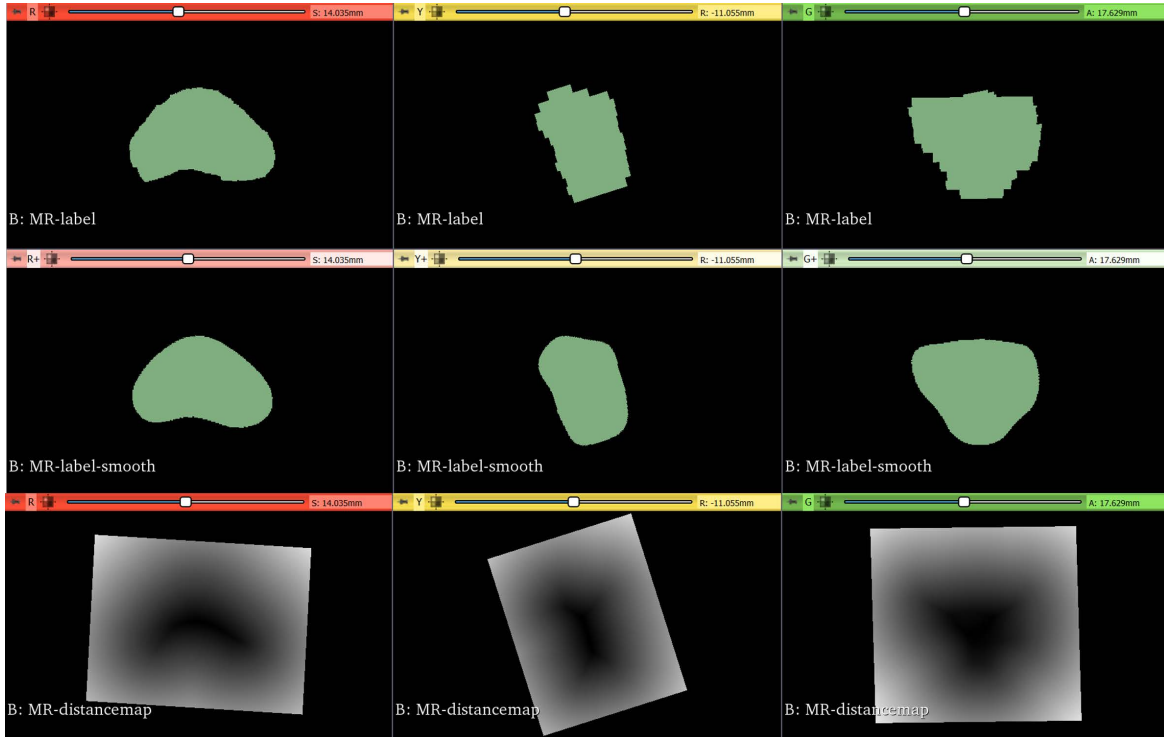 R S: 14.035mm Y R: -11.055mm G A: 17.629mm
B: MR-label B: MR-label B: MR-label
R+ S: 14.035mm Y+ R: -11.055mm G+ A: 17.629mm
B: MR-label-smooth B: MR-label-smooth B: MR-label-smooth
R S: 14.035mm Y R: -11.055mm G A: 17.629mm
B: MR-distancemap B: MR-distancemap B: MR-distancemap